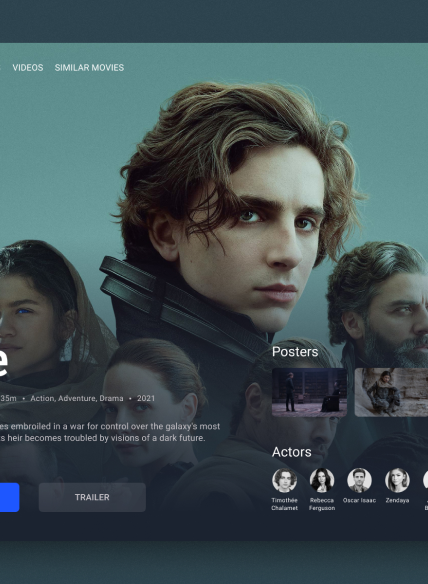 VIDEOS SIMILAR MOVIES
Posters
e
35m • Action, Adventure, Drama • 2021
es embroiled in a war for control over the galaxy's most
s heir becomes troubled by visions of a dark future.
Actors
TRAILER
Timothée Rebecca Oscar Isaac Zendaya
Chalamet Ferguson